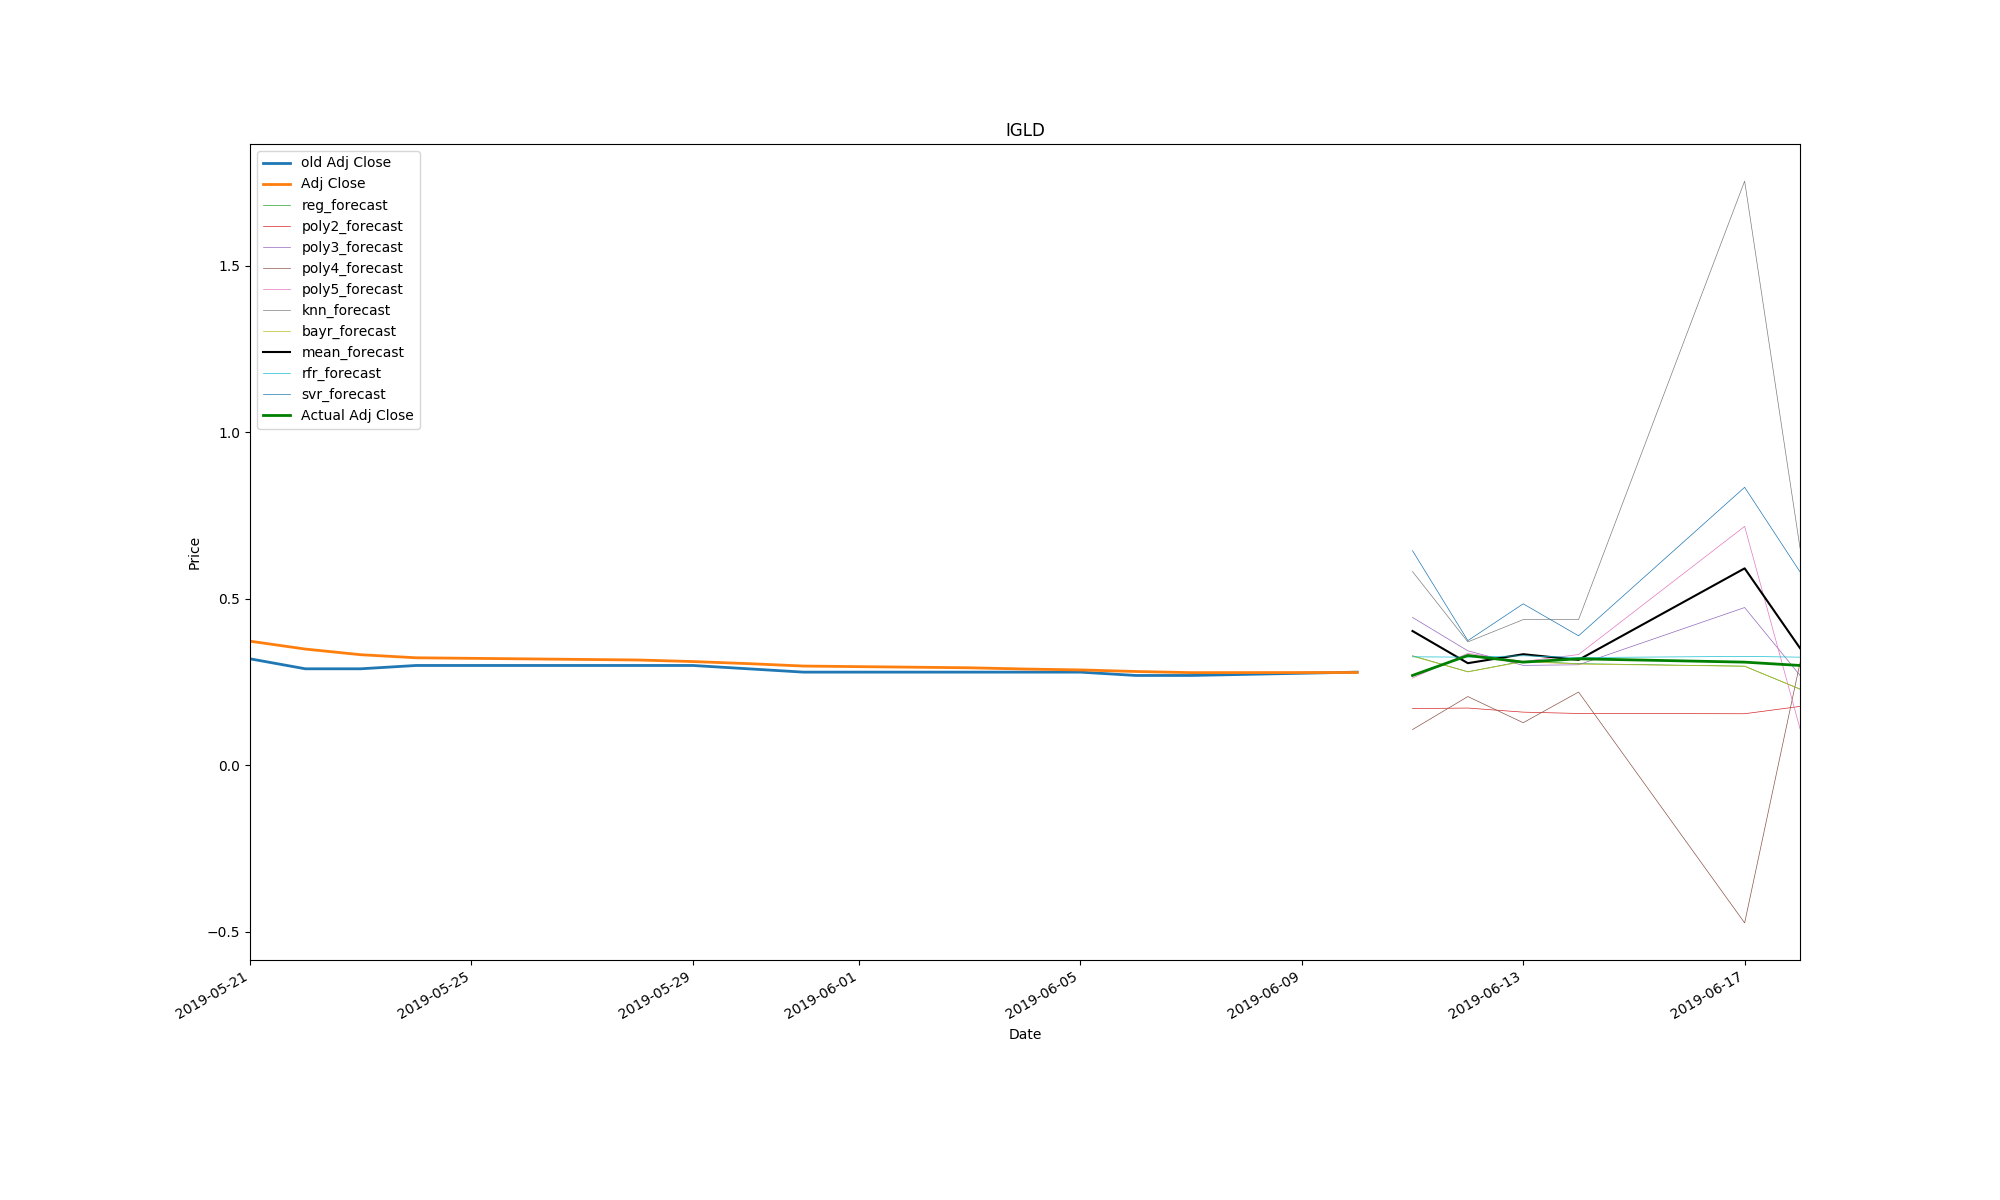 IGLD
old Adj Close
Adj Close
reg_forecast
poly2_forecast
poly3_forecast
poly4_forecast
poly5_forecast
knn_forecast
bayr_forecast
mean_forecast
rfr_forecast
svr_forecast
Actual Adj Close
1.5
1.0
0.5
0.0
−0.5
Price
2019-05-21
2019-05-25
2019-05-29
2019-06-01
2019-06-05
2019-06-09
2019-06-13
2019-06-17
Date